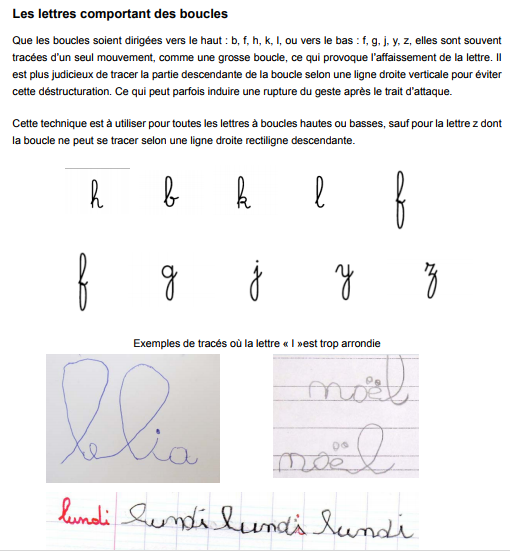 Les lettres comportant des boucles
Que les boucles soient dirigées vers le haut : b, f, h, k, l, ou vers le bas : f, g, j, y, z, elles sont souvent
tracées d'un seul mouvement, comme une grosse boucle, ce qui provoque l'affaissement de la lettre. Il
est plus judicieux de tracer la partie descendante de la boucle selon une ligne droite verticale pour éviter
cette déstructuration. Ce qui peut parfois induire une rupture du geste après le trait d'attaque.
Cette technique est à utiliser pour toutes les lettres à boucles hautes ou basses, sauf pour la lettre z dont
la boucle ne peut se tracer selon une ligne droite rectiligne descendante.
h b k l f
f g j y z
Exemples de tracés où la lettre « l »est trop arrondie
lelia
moël
moël
lundi lundi lundi lundi